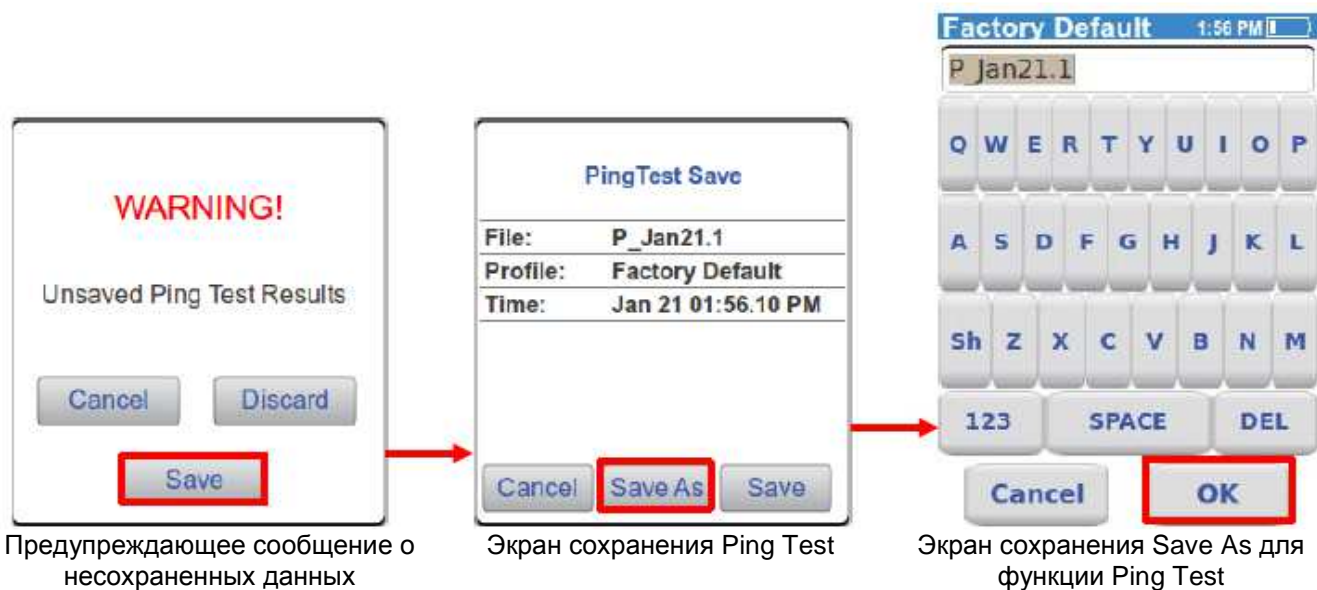 WARNING!
Unsaved Ping Test Results
Cancel Discard
Save
Предупреждающее сообщение о
несохраненных данных
PingTest Save
File: P_Jan21.1
Profile: Factory Default
Time: Jan 21 01:56.10 PM
Cancel Save As Save
Экран сохранения Ping Test
Factory Default 1:56 PM
P_Jan21.1
Q W E R T Y U I O P
A S D F G H J K L
Sh Z X C V B N M
123 SPACE DEL
Cancel OK
Экран сохранения Save As для
функции Ping Test